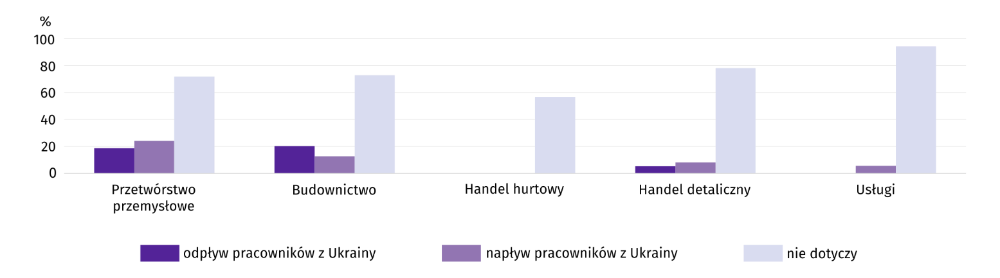 %
100
80
60
40
20
0
Przetwórstwo
przemysłowe
Budownictwo
Handel hurtowy
Handel detaliczny
Usługi
odpływ pracowników z Ukrainy
napływ pracowników z Ukrainy
nie dotyczy